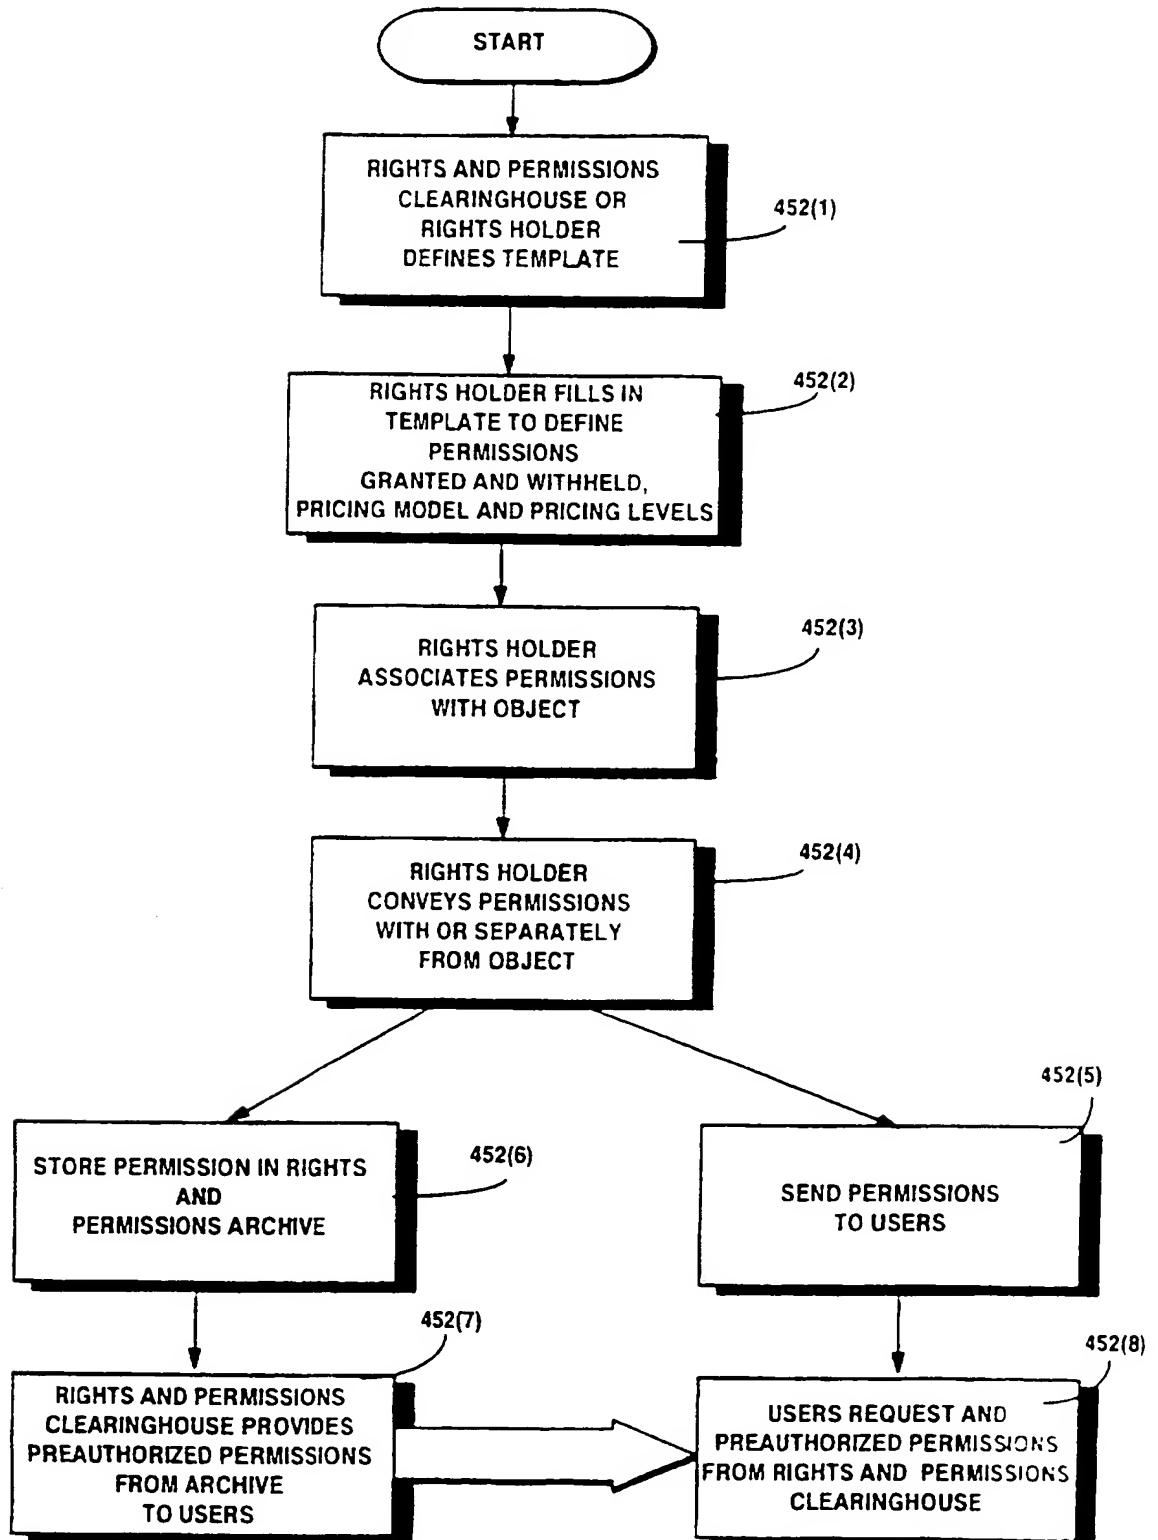 START
RIGHTS AND PERMISSIONS
CLEARINGHOUSE OR
RIGHTS HOLDER
DEFINES TEMPLATE
452(1)
RIGHTS HOLDER FILLS IN
TEMPLATE TO DEFINE
PERMISSIONS
GRANTED AND WITHHELD,
PRICING MODEL AND PRICING LEVELS
452(2)
RIGHTS HOLDER
ASSOCIATES PERMISSIONS
WITH OBJECT
452(3)
RIGHTS HOLDER
CONVEYS PERMISSIONS
WITH OR SEPARATELY
FROM OBJECT
452(4)
STORE PERMISSION IN RIGHTS
AND
PERMISSIONS ARCHIVE
452(6)
SEND PERMISSIONS
TO USERS
452(5)
RIGHTS AND PERMISSIONS
CLEARINGHOUSE PROVIDES
PREAUTHORIZED PERMISSIONS
FROM ARCHIVE
TO USERS
452(7)
USERS REQUEST AND
PREAUTHORIZED PERMISSIONS
FROM RIGHTS AND PERMISSIONS
CLEARINGHOUSE
452(8)